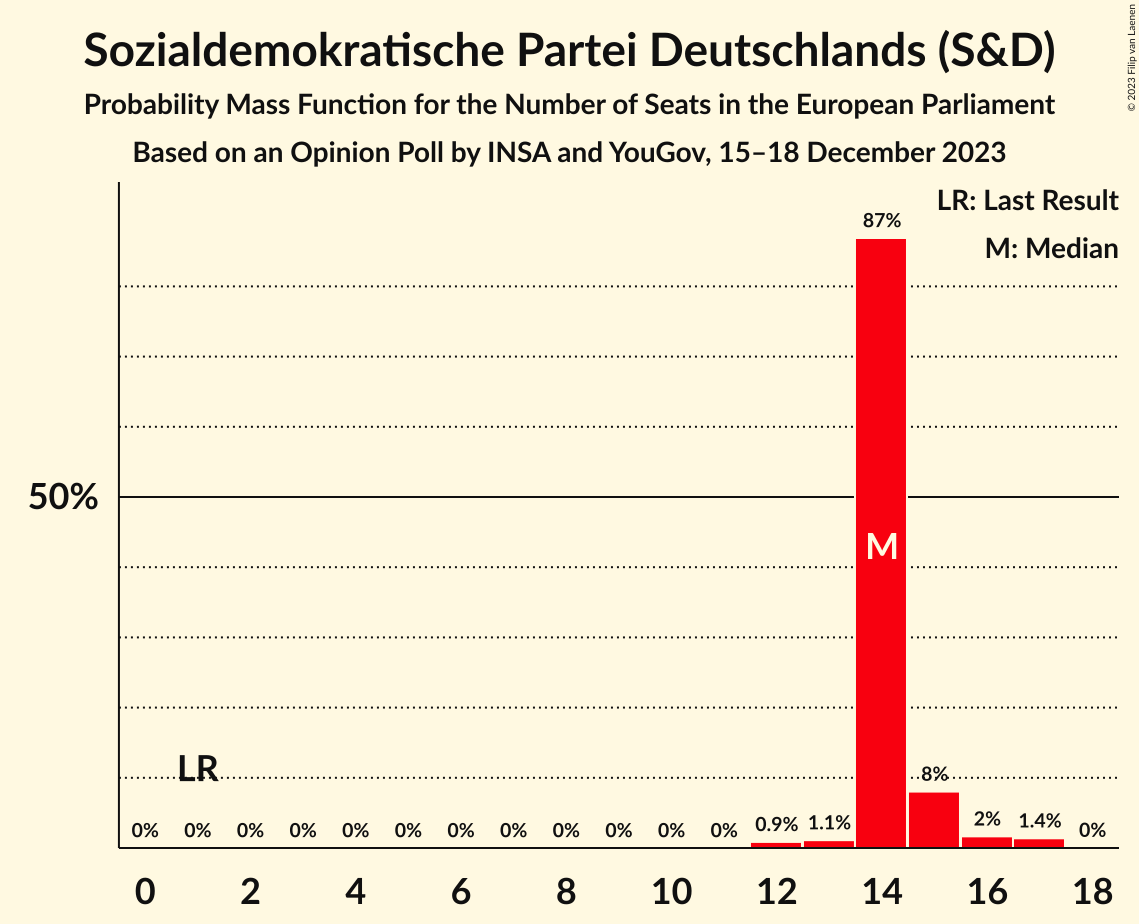 Sozialdemokratische Partei Deutschlands (S&D)
Probability Mass Function for the Number of Seats in the European Parliament
Based on an Opinion Poll by INSA and YouGov, 15–18 December 2023
© 2023 Filip van Laenen
LR: Last Result
M: Median
87%
50%
M
LR
8%
0% 0% 0% 0% 0% 0% 0% 0% 0% 0% 0% 0% 0.9% 1.1% 2% 1.4% 0%
0 2 4 6 8 10 12 14 16 18